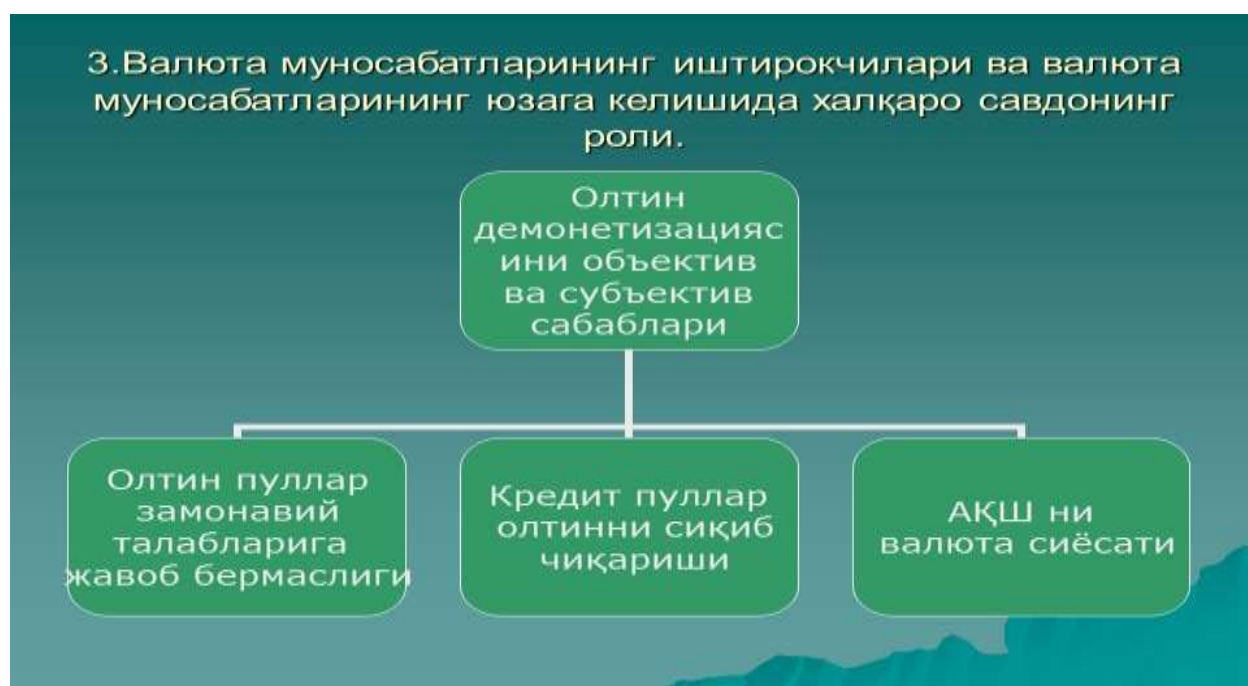 3.Валюта муносабатларининг иштирокчилари ва валюта
муносабатларининг юзага келишида халқаро савдонинг
роли.
Олтин
демонетизацияс
ини объектив
ва субъектив
сабаблари
Олтин пуллар
замонавий
талабларига
жавоб бермаслиги
Кредит пуллар
олтинни сиқиб
чиқариши
АҚШ ни
валюта сиёсати